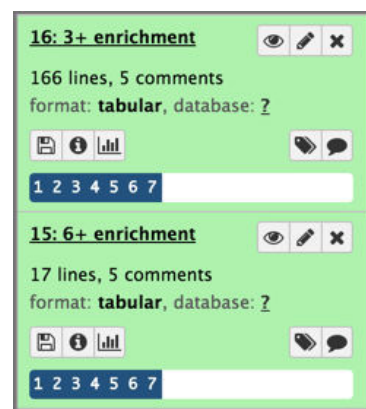 16: 3+ enrichment
166 lines, 5 comments
format: tabular, database: ?
1 2 3 4 5 6 7
15: 6+ enrichment
17 lines, 5 comments
format: tabular, database: ?
1 2 3 4 5 6 7